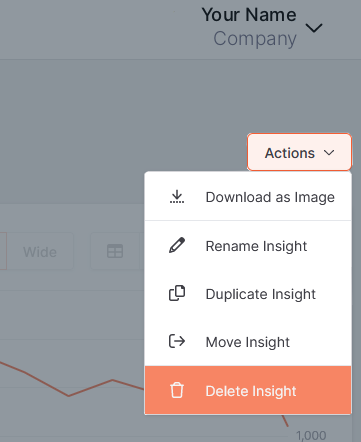 Your Name
Company
Actions
Download as Image
Wide
Rename Insight
Duplicate Insight
Move Insight
Delete Insight
1,000